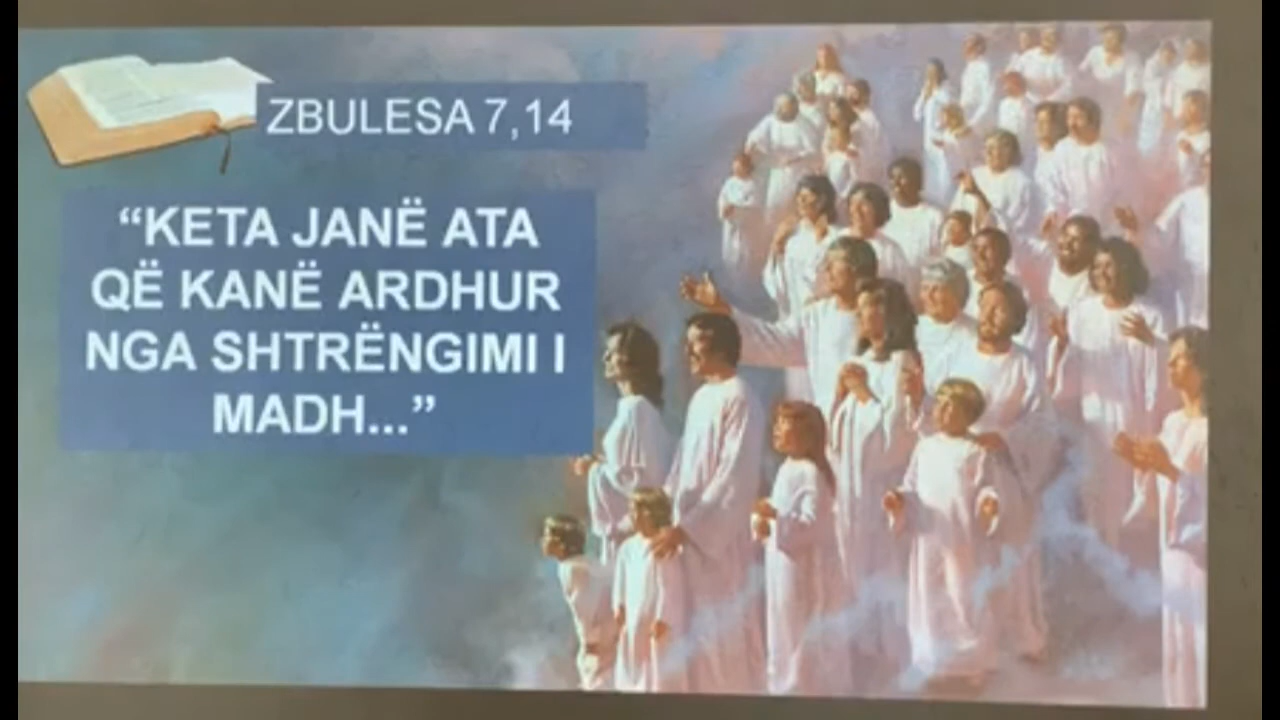 ZBULESA 7,14
“KETA JANË ATA
QË KANË ARDHUR
NGA SHTRËNGIMI I
MADH...”